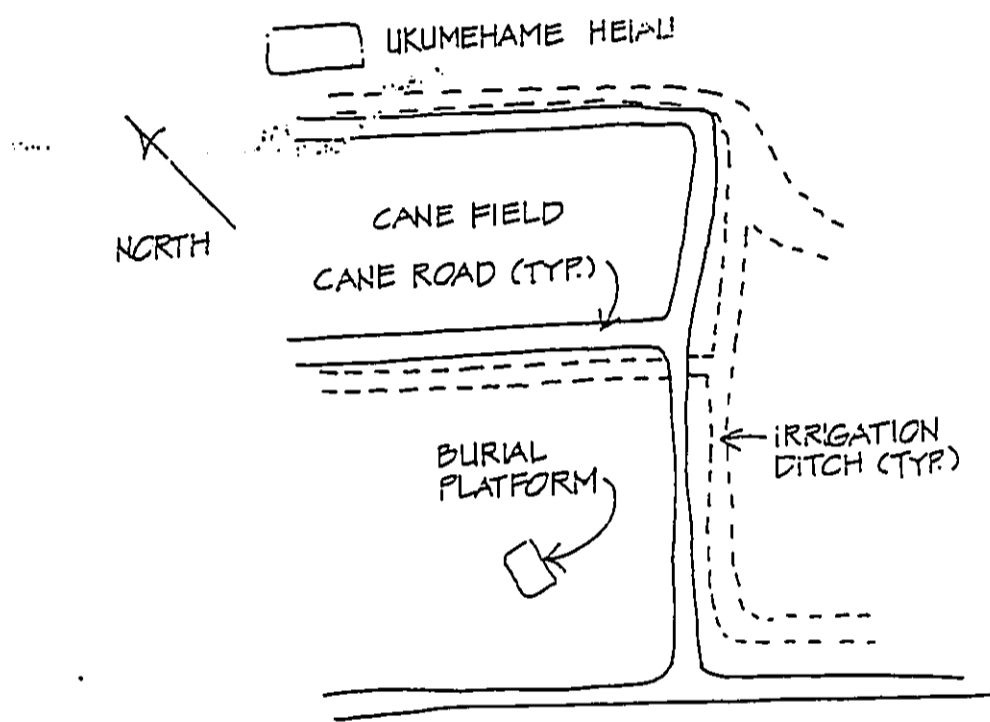 UKUMEHAME HEIAU
NORTH
CANE FIELD
CANE ROAD (TYP.)
BURIAL
PLATFORM
IRRIGATION
DITCH (TYP.)